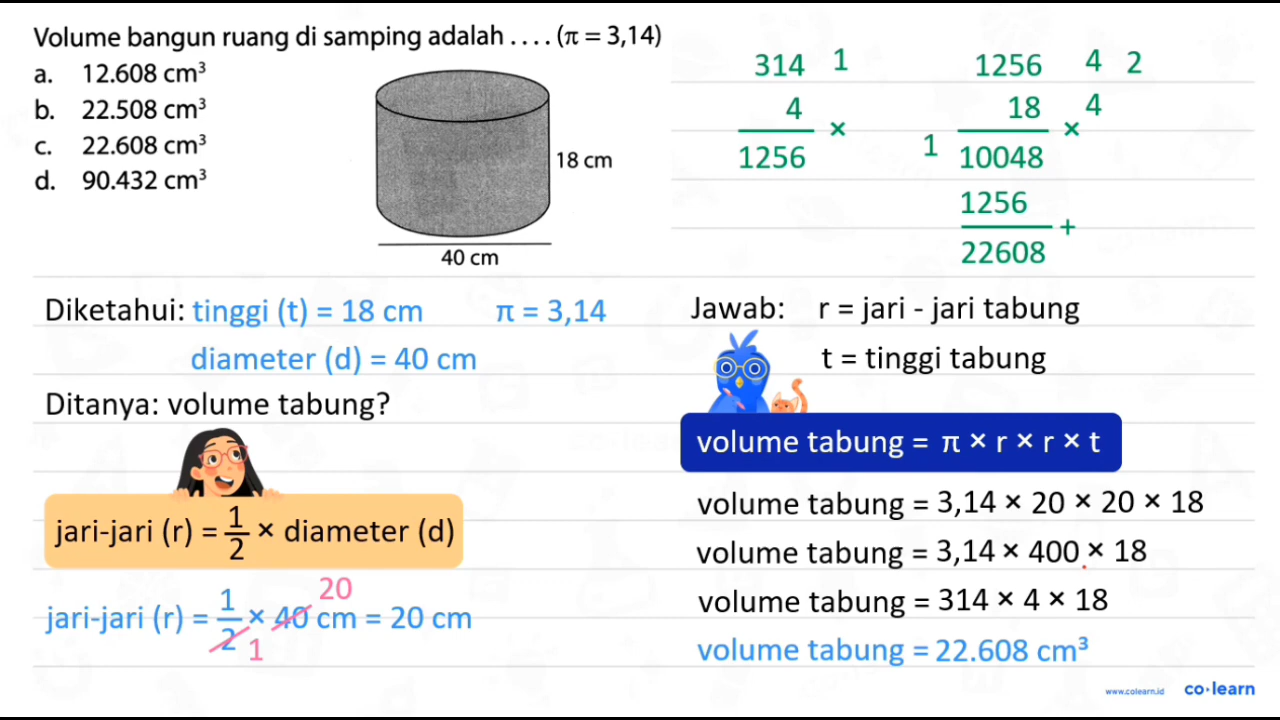 Volume bangun ruang di samping adalah . . . . (π = 3,14)
a. 12.608 cm³
b. 22.508 cm³
c. 22.608 cm³
d. 90.432 cm³
18 cm
40 cm
314 1
4 ×
1256
1256 4 2
18 × 4
1 10048
1256 +
22608
Diketahui: tinggi (t) = 18 cm π = 3,14
diameter (d) = 40 cm
Ditanya: volume tabung?
jari-jari (r) = 1/2 × diameter (d)
20
jari-jari (r) = 1/2 × 40 cm = 20 cm
1
Jawab: r = jari - jari tabung
t = tinggi tabung
volume tabung = π × r × r × t
volume tabung = 3,14 × 20 × 20 × 18
volume tabung = 3,14 × 400 × 18
volume tabung = 314 × 4 × 18
volume tabung = 22.608 cm³
www.colearn.id co·learn